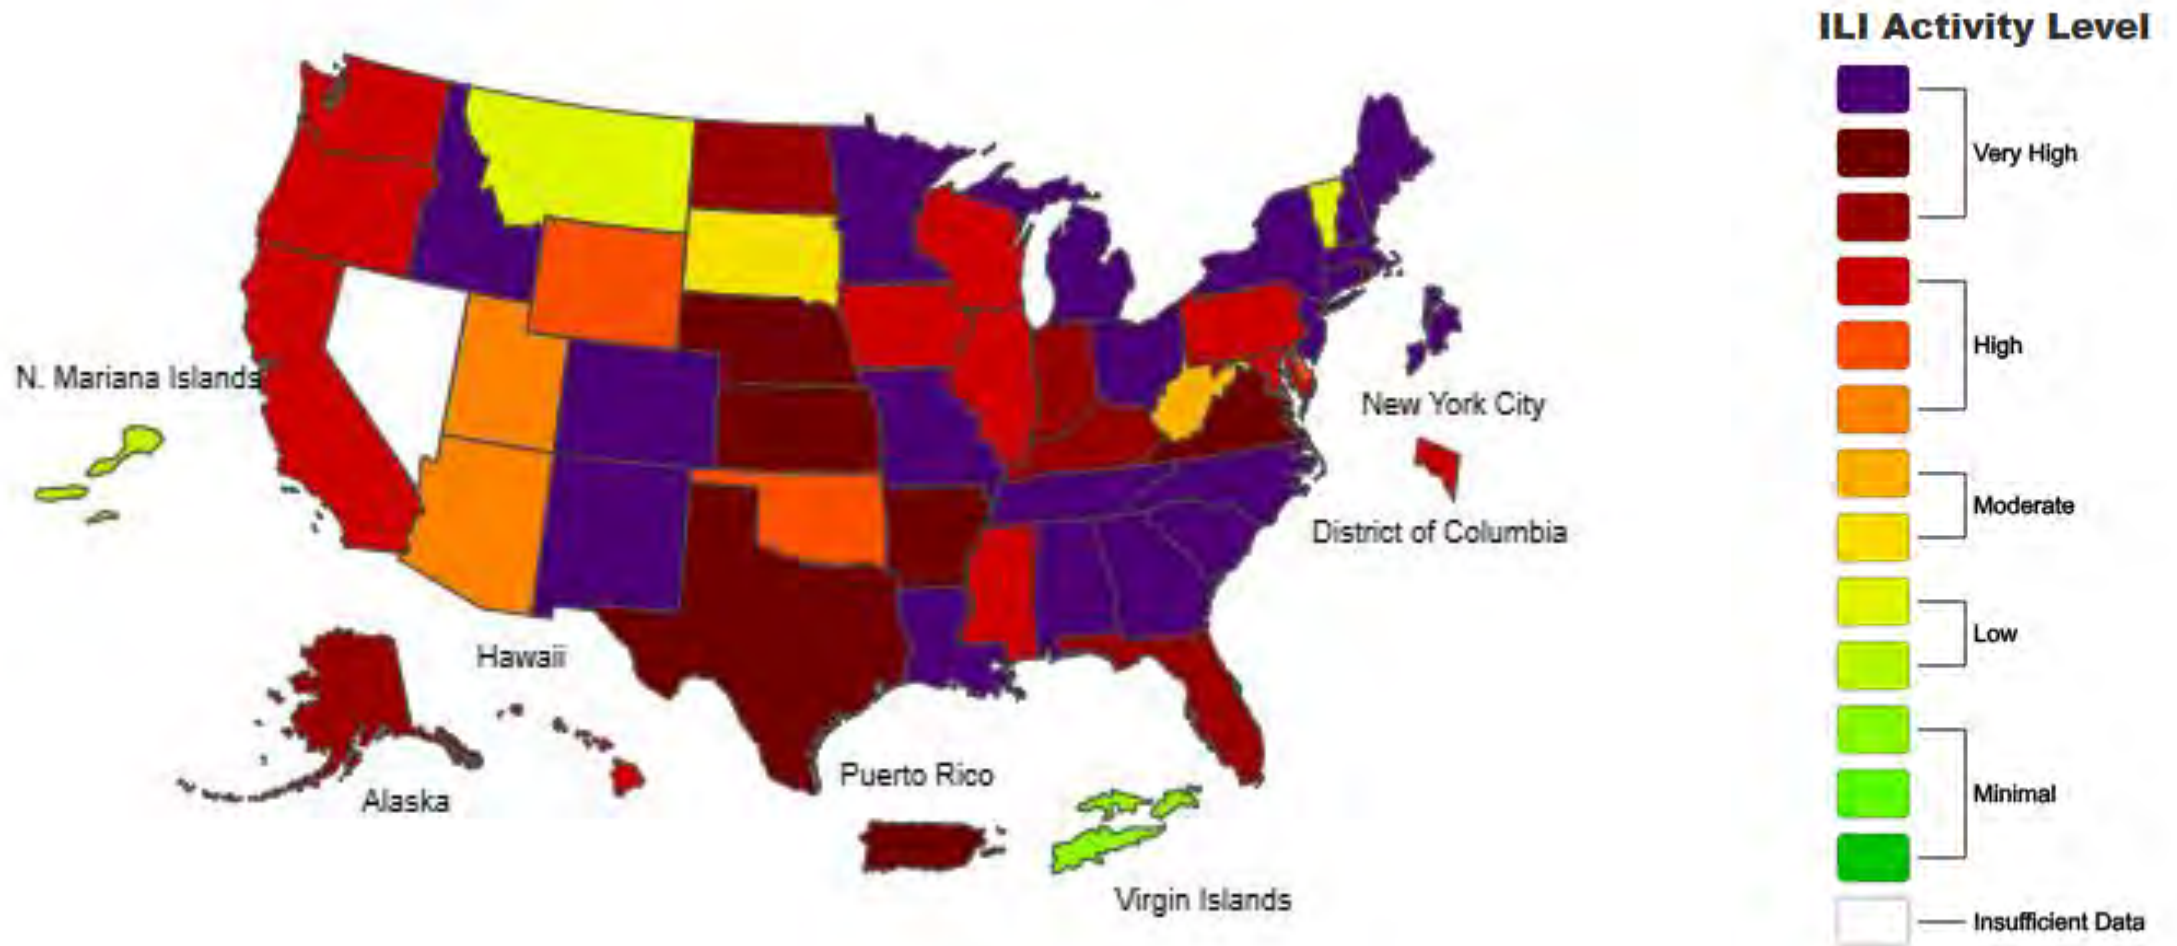 ILI Activity Level
Very High
High
Moderate
Low
Minimal
Insufficient Data
N. Mariana Islands
New York City
District of Columbia
Hawaii
Alaska
Puerto Rico
Virgin Islands